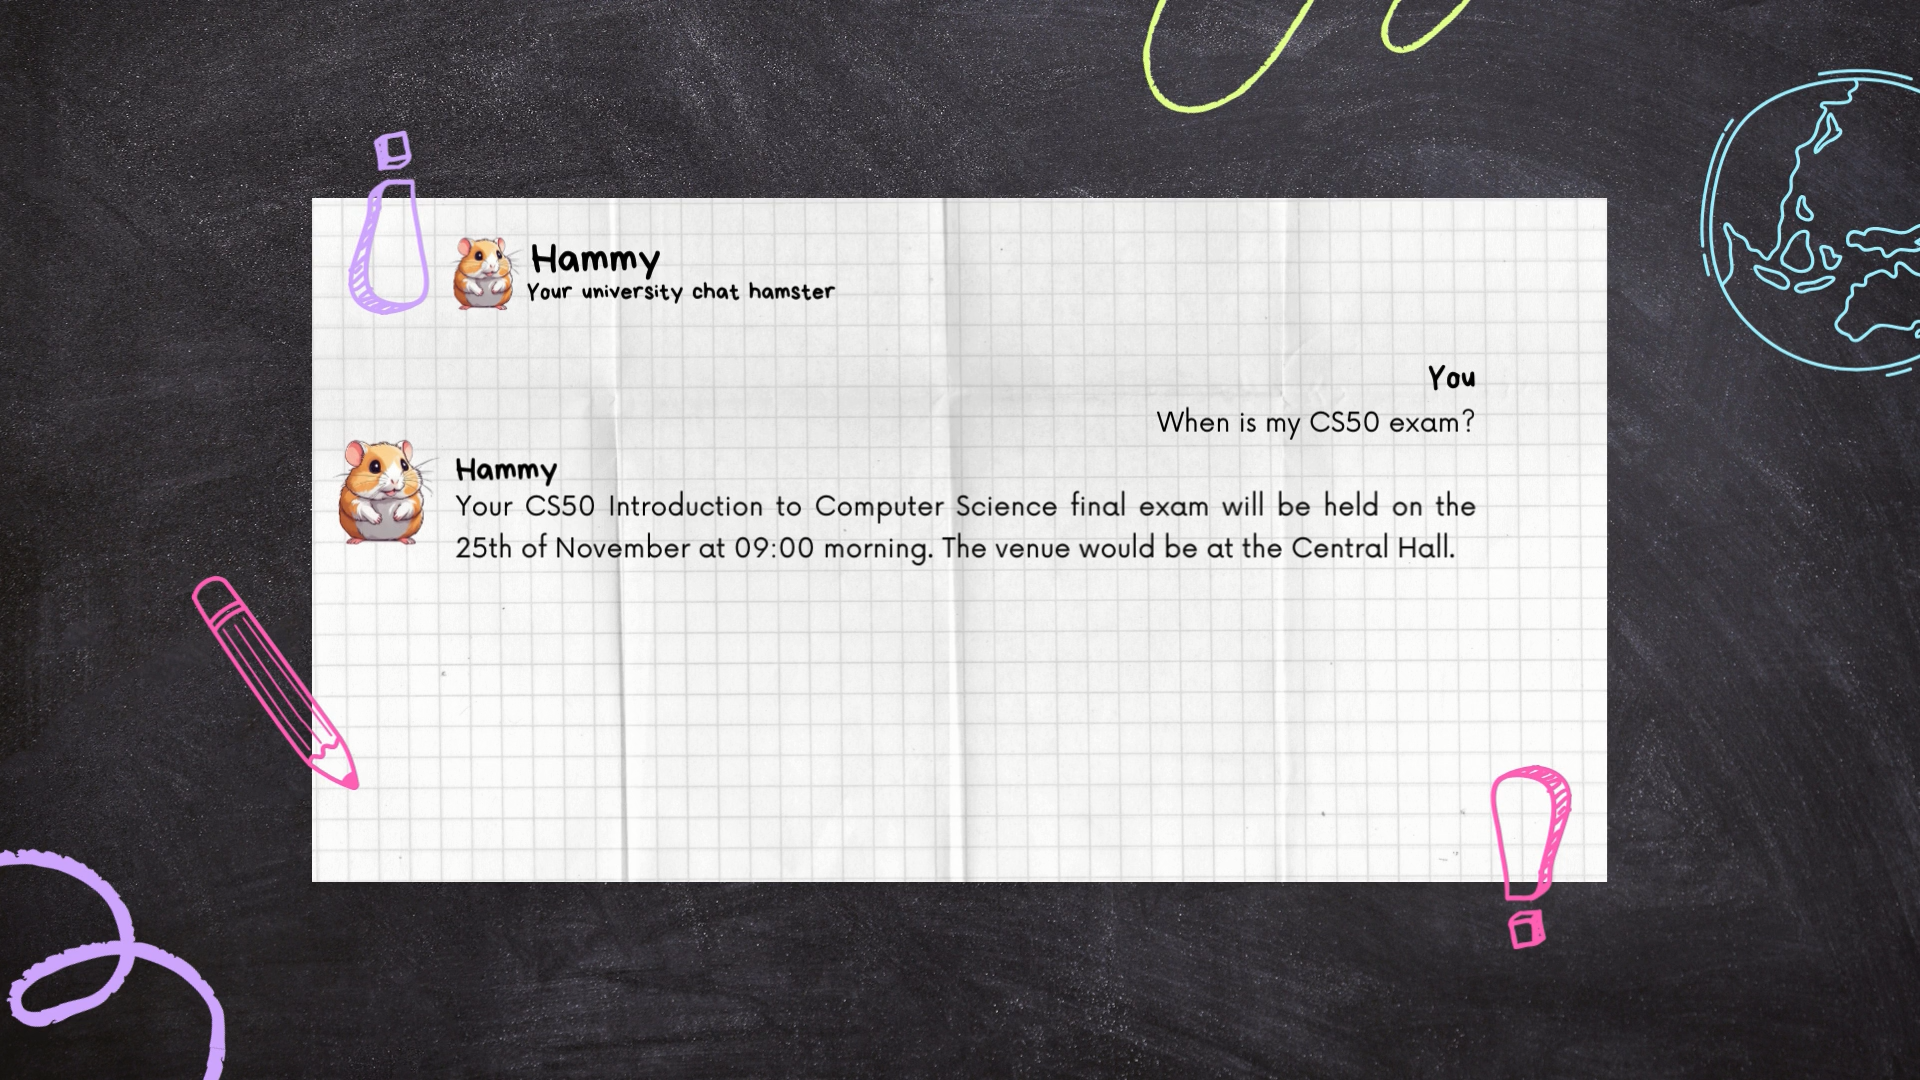 Hammy
Your university chat hamster
You
When is my CS50 exam?
Hammy
Your CS50 Introduction to Computer Science final exam will be held on the
25th of November at 09:00 morning. The venue would be at the Central Hall.